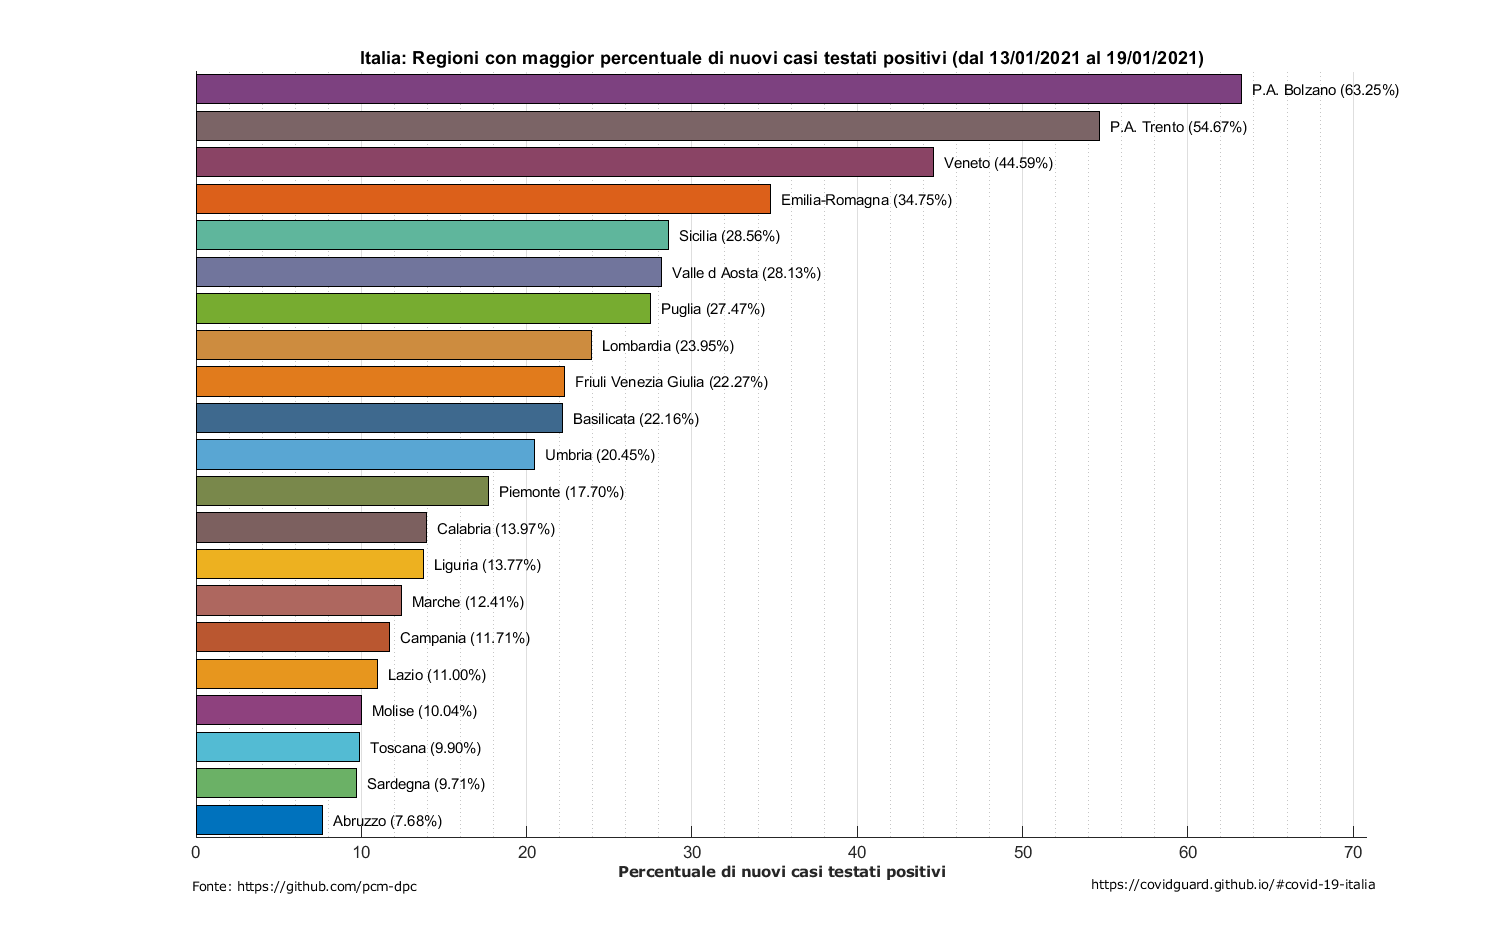 Italia: Regioni con maggior percentuale di nuovi casi testati positivi (dal 13/01/2021 al 19/01/2021)
P.A. Bolzano (63.25%)
P.A. Trento (54.67%)
Veneto (44.59%)
Emilia-Romagna (34.75%)
Sicilia (28.56%)
Valle d Aosta (28.13%)
Puglia (27.47%)
Lombardia (23.95%)
Friuli Venezia Giulia (22.27%)
Basilicata (22.16%)
Umbria (20.45%)
Piemonte (17.70%)
Calabria (13.97%)
Liguria (13.77%)
Marche (12.41%)
Campania (11.71%)
Lazio (11.00%)
Molise (10.04%)
Toscana (9.90%)
Sardegna (9.71%)
Abruzzo (7.68%)
0 10 20 30 40 50 60 70
Percentuale di nuovi casi testati positivi
Fonte: https://github.com/pcm-dpc
https://covidguard.github.io/#covid-19-italia